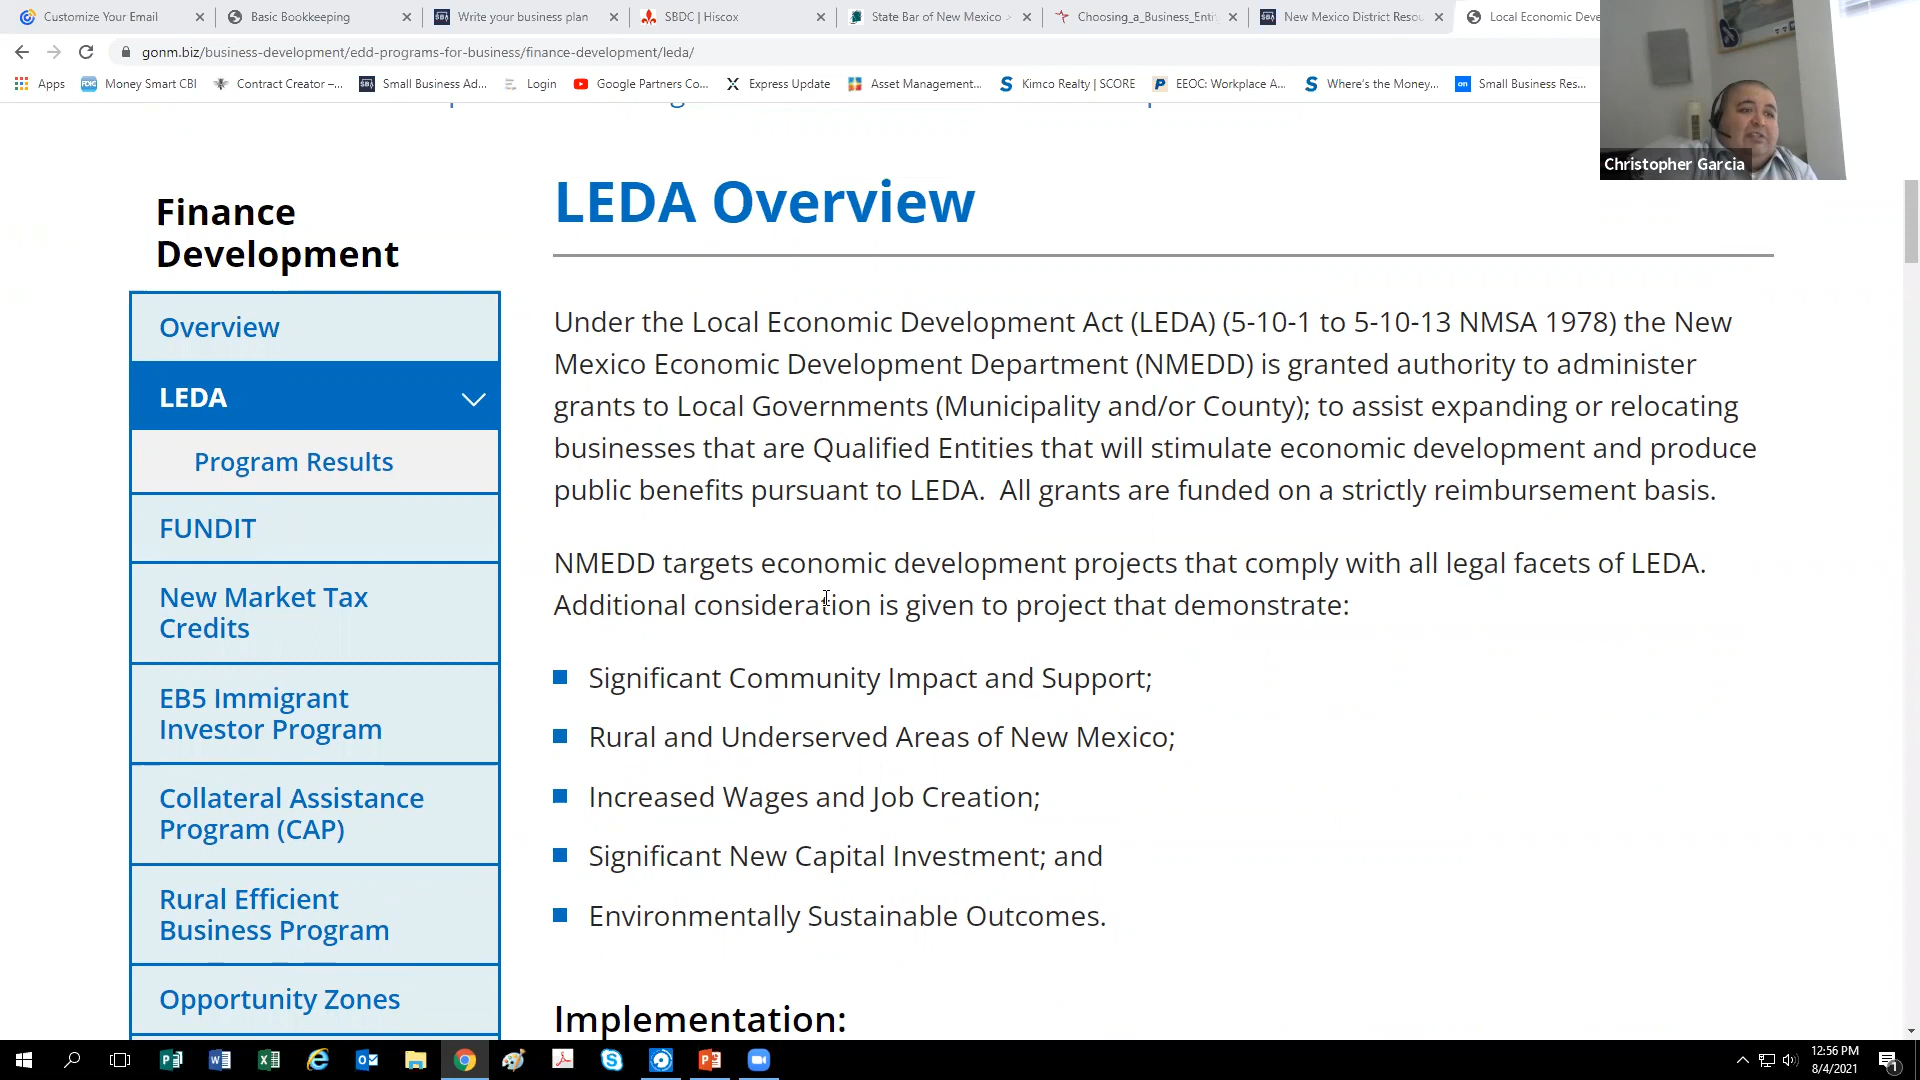 Customize Your Email
Basic Bookkeeping
Write your business plan
SBDC | Hiscox
State Bar of New Mexico
Choosing_a_Business_Enti
New Mexico District Resou
Local Economic Deve
gonm.biz/business-development/edd-programs-for-business/finance-development/leda/
Apps
Money Smart CBI
Contract Creator –...
Small Business Ad...
Login
Google Partners Co...
Express Update
Asset Management...
Kimco Realty | SCORE
EEOC: Workplace A...
Where's the Money...
Small Business Res...
Christopher Garcia
Finance
Development
Overview
LEDA
Program Results
FUNDIT
New Market Tax
Credits
EB5 Immigrant
Investor Program
Collateral Assistance
Program (CAP)
Rural Efficient
Business Program
Opportunity Zones
LEDA Overview
Under the Local Economic Development Act (LEDA) (5-10-1 to 5-10-13 NMSA 1978) the New
Mexico Economic Development Department (NMEDD) is granted authority to administer
grants to Local Governments (Municipality and/or County); to assist expanding or relocating
businesses that are Qualified Entities that will stimulate economic development and produce
public benefits pursuant to LEDA.  All grants are funded on a strictly reimbursement basis.
NMEDD targets economic development projects that comply with all legal facets of LEDA.
Additional consideration is given to project that demonstrate:
Significant Community Impact and Support;
Rural and Underserved Areas of New Mexico;
Increased Wages and Job Creation;
Significant New Capital Investment; and
Environmentally Sustainable Outcomes.
Implementation:
12:56 PM
8/4/2021